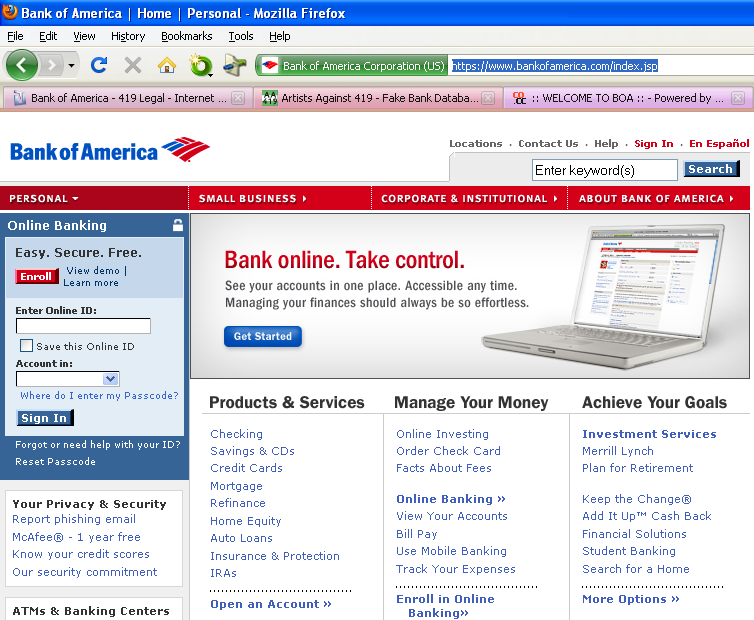 Bank of America | Home | Personal - Mozilla Firefox
File Edit View History Bookmarks Tools Help
Bank of America Corporation (US) https://www.bankofamerica.com/index.jsp
Bank of America - 419 Legal - Internet ... Artists Against 419 - Fake Bank Databa... :: WELCOME TO BOA :: - Powered by ...
Locations · Contact Us · Help · Sign In · En Español
Bank of America
Enter keyword(s) Search
PERSONAL SMALL BUSINESS CORPORATE & INSTITUTIONAL ABOUT BANK OF AMERICA
Online Banking
Easy. Secure. Free.
Enroll View demo |
Learn more
Enter Online ID:
Save this Online ID
Account in:
Where do I enter my Passcode?
Sign In
Forgot or need help with your ID?
Reset Passcode
Your Privacy & Security
Report phishing email
McAfee® - 1 year free
Know your credit scores
Our security commitment
ATMs & Banking Centers
Bank online. Take control.
See your accounts in one place. Accessible any time.
Managing your finances should always be so effortless.
Get Started
Products & Services
Checking
Savings & CDs
Credit Cards
Mortgage
Refinance
Home Equity
Auto Loans
Insurance & Protection
IRAs
Open an Account »
Manage Your Money
Online Investing
Order Check Card
Facts About Fees
Online Banking »
View Your Accounts
Bill Pay
Use Mobile Banking
Track Your Expenses
Enroll in Online
Banking»
Achieve Your Goals
Investment Services
Merrill Lynch
Plan for Retirement
Keep the Change®
Add It Up™ Cash Back
Financial Solutions
Student Banking
Search for a Home
More Options »